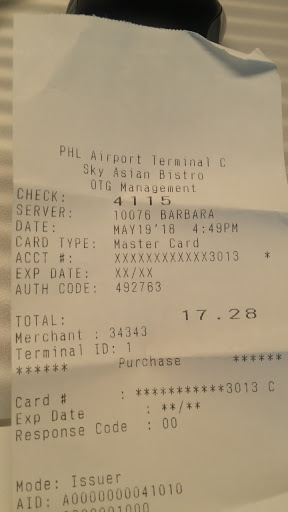 PHL Airport Terminal C
Sky Asian Bistro
OTG Management
CHECK: 4115
SERVER: 10076 BARBARA
DATE: MAY19'18 4:49PM
CARD TYPE: Master Card
ACCT #: XXXXXXXXXXXX3013 *
EXP DATE: XX/XX
AUTH CODE: 492763
TOTAL: 17.28
Merchant : 34343
Terminal ID: 1
****** Purchase ******
Card # : ************3013 C
Exp Date : **/**
Response Code : 00
Mode: Issuer
AID: A0000000041010